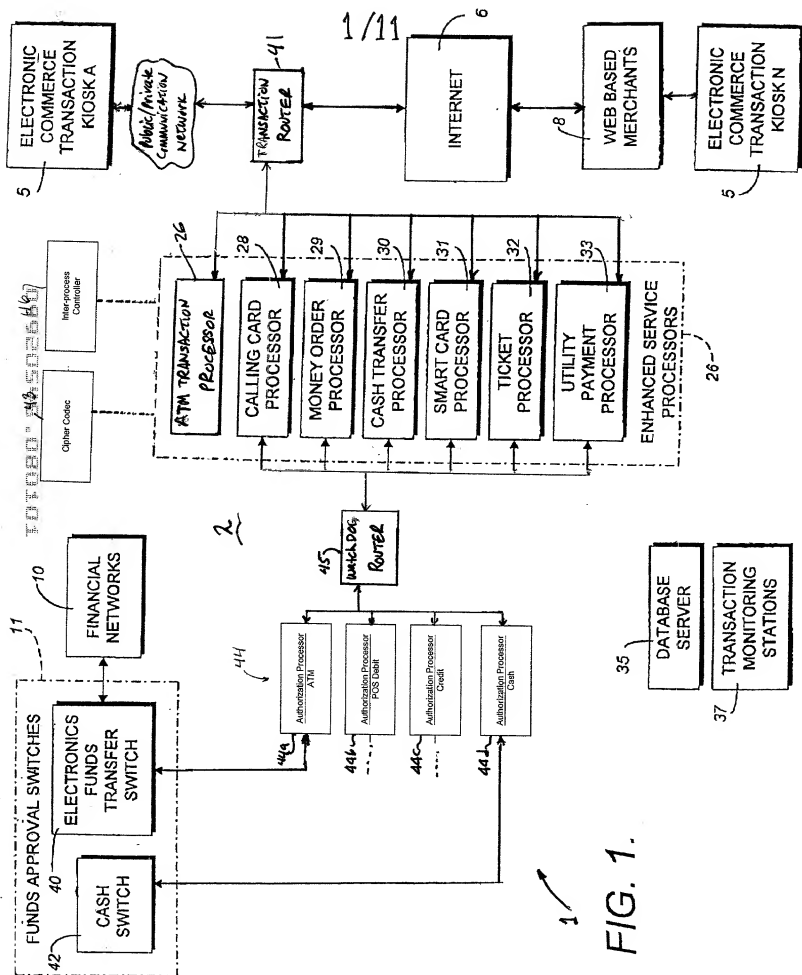 1/11
ELECTRONIC
COMMERCE
TRANSACTION
KIOSK A
5
Public/Private
Communication
NETWORK
TRANSACTION
ROUTER
41
INTERNET
6
WEB BASED
MERCHANTS
8
ELECTRONIC
COMMERCE
TRANSACTION
KIOSK N
5
Cipher Codec
43
Inter-process
Controller
46
ATM TRANSACTION
PROCESSOR
26
CALLING CARD
PROCESSOR
28
MONEY ORDER
PROCESSOR
29
CASH TRANSFER
PROCESSOR
30
SMART CARD
PROCESSOR
31
TICKET
PROCESSOR
32
UTILITY
PAYMENT
PROCESSOR
33
ENHANCED SERVICE
PROCESSORS
26
2
WATCHDOG
ROUTER
45
11
FUNDS APPROVAL SWITCHES
FINANCIAL
NETWORKS
10
ELECTRONICS
FUNDS
TRANSFER
SWITCH
40
CASH
SWITCH
42
44
Authorization Processor
ATM
44a
Authorization Processor
POS Debit
44b
Authorization Processor
Credit
44c
Authorization Processor
Cash
44d
DATABASE
SERVER
35
TRANSACTION
MONITORING
STATIONS
37
1
FIG. 1.